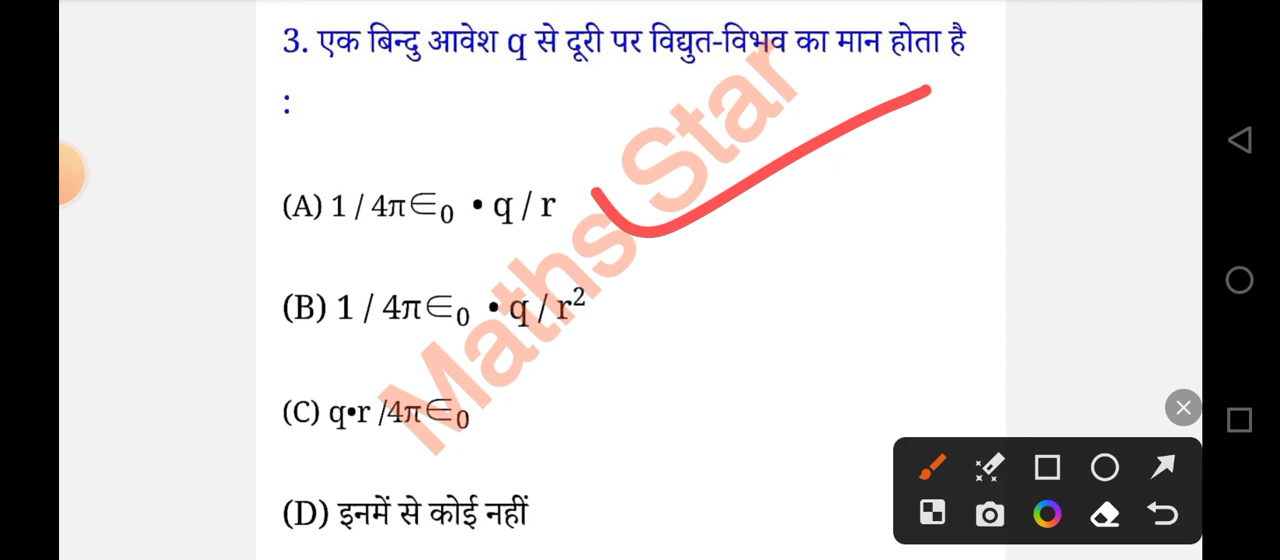 3. एक बिन्दु आवेश q से दूरी पर विद्युत-विभव का मान होता है
:
(A) 1 / 4π∈₀ • q / r
(B) 1 / 4π∈₀ • q / r²
(C) q•r /4π∈₀
(D) इनमें से कोई नहीं
Maths Star